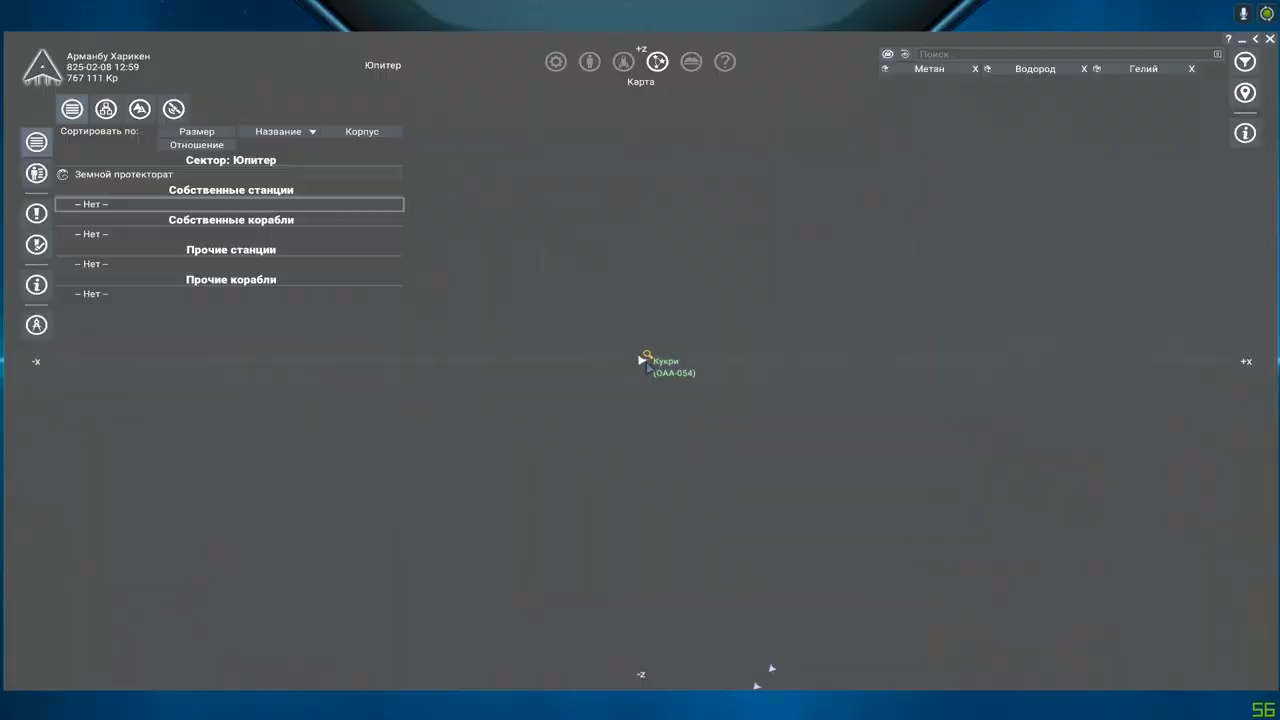 Арманбу Харикен
825-02-08 12:59
767 111 Кр
Юпитер
+z
Карта
Поиск...
Метан X Водород X Гелий X
Сортировать по: Размер Название Корпус
Отношение
Сектор: Юпитер
Земной протекторат
Собственные станции
-- Нет --
Собственные корабли
-- Нет --
Прочие станции
-- Нет --
Прочие корабли
-- Нет --
-x
+x
Кукри
(OAA-054)
-z
56